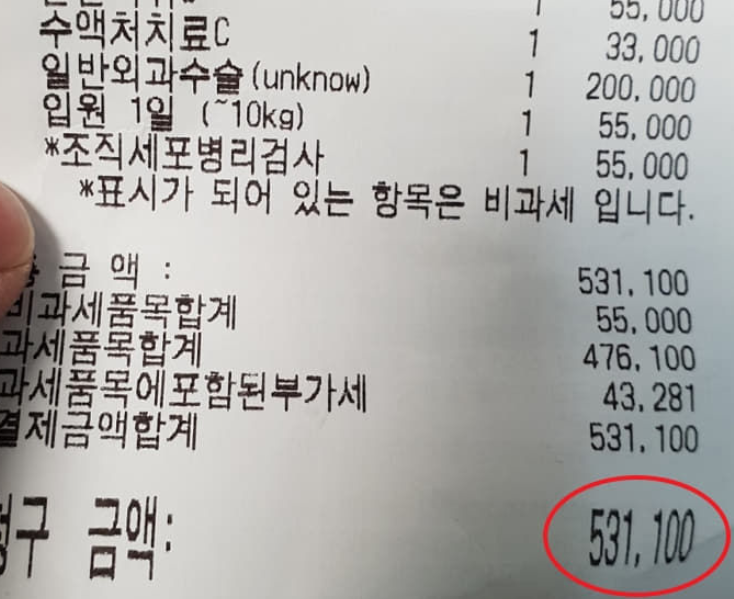 1 55,000
수액처치료C 1 33,000
일반외과수술(unknow) 1 200,000
입원 1일 (~10kg) 1 55,000
*조직세포병리검사 1 55,000
*표시가 되어 있는 항목은 비과세 입니다.
금 액 : 531,100
비과세품목합계 55,000
과세품목합계 476,100
과세품목에포함된부가세 43,281
결제금액합계 531,100
청구 금액: 531,100